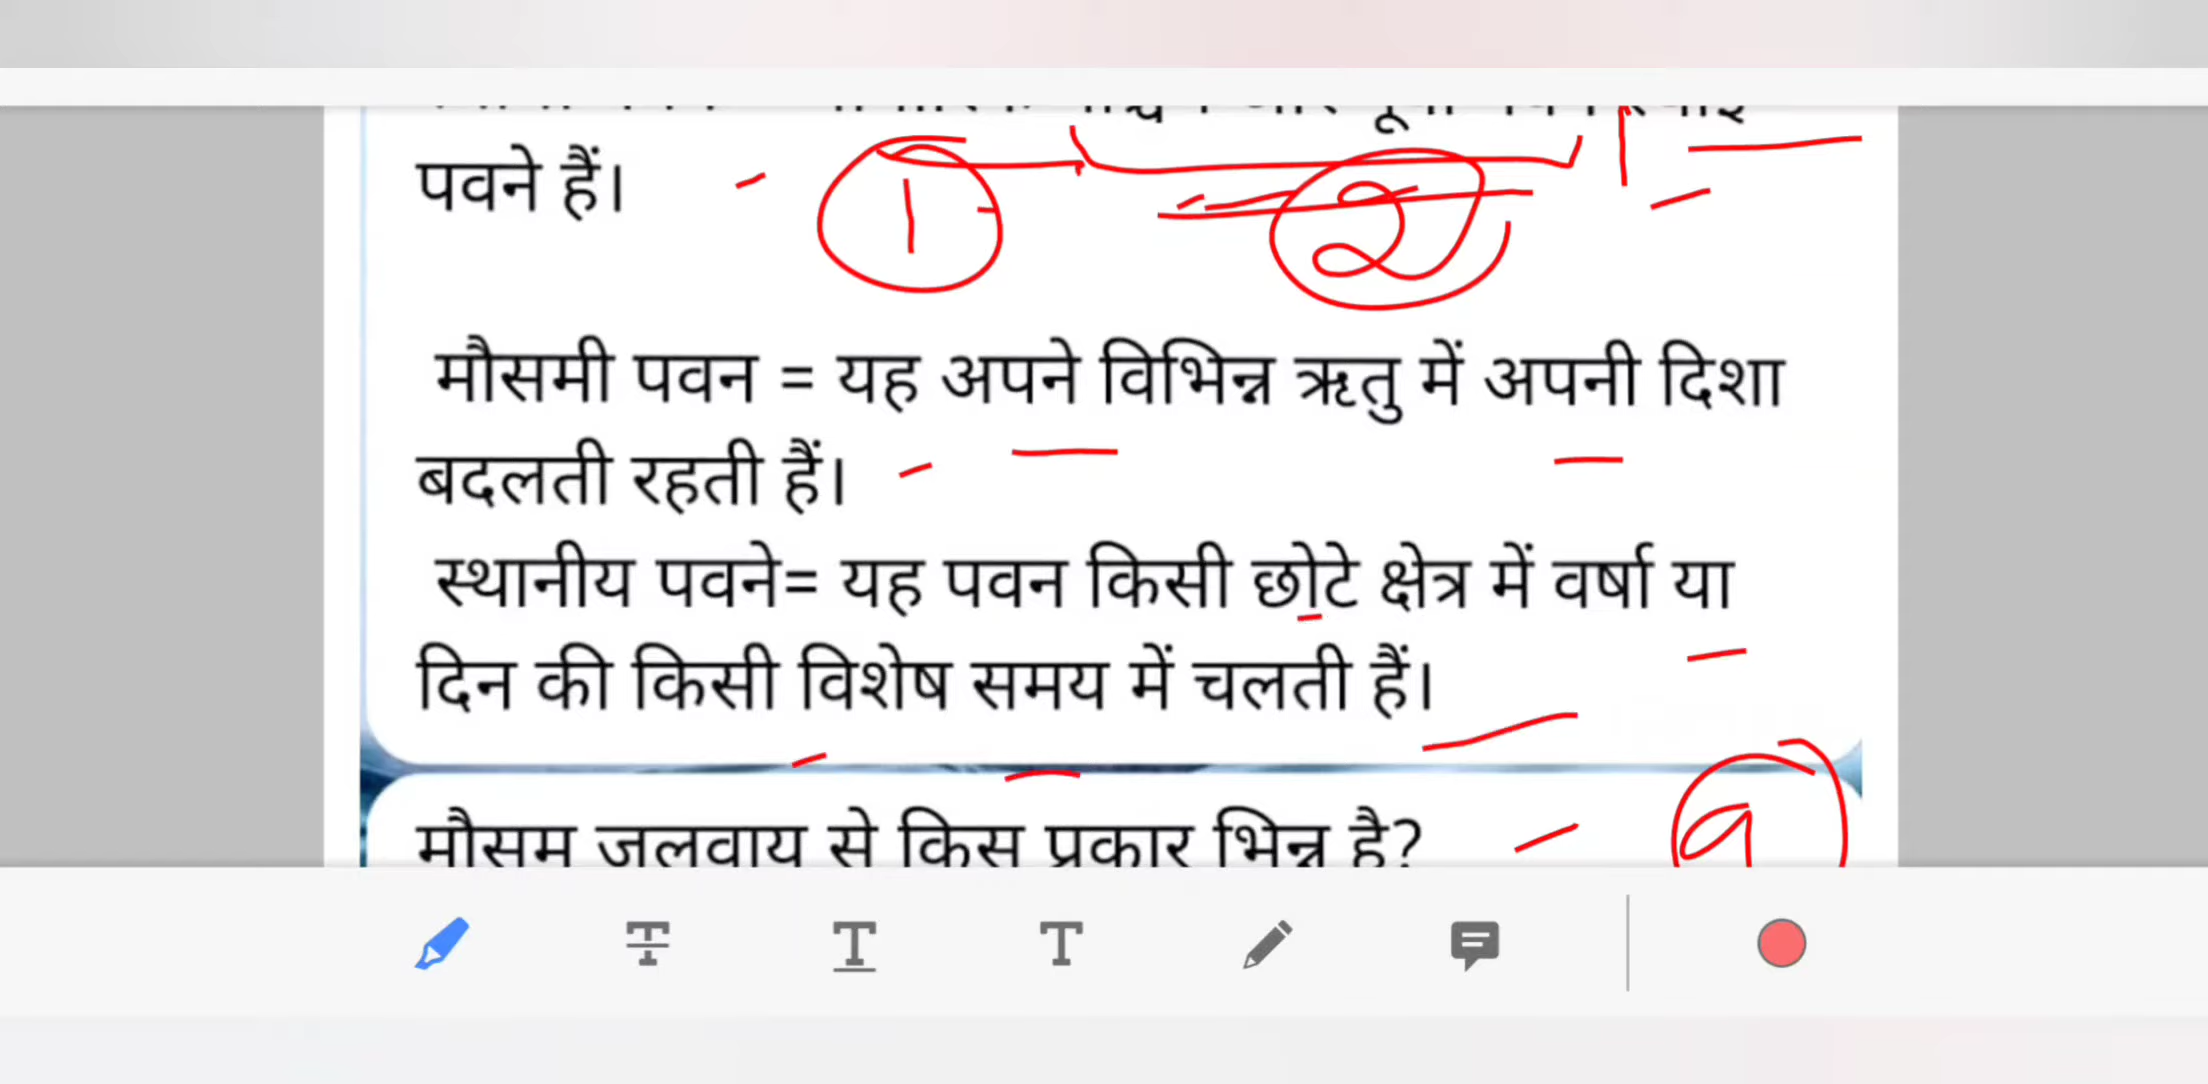 पवने हैं।
1
2
मौसमी पवन = यह अपने विभिन्न ऋतु में अपनी दिशा
बदलती रहती हैं।
स्थानीय पवने= यह पवन किसी छोटे क्षेत्र में वर्षा या
दिन की किसी विशेष समय में चलती हैं।
मौसम जलवायु से किस प्रकार भिन्न है?